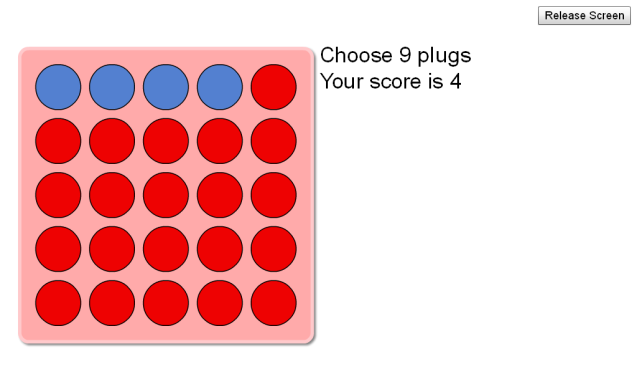 Release Screen
Choose 9 plugs
Your score is 4